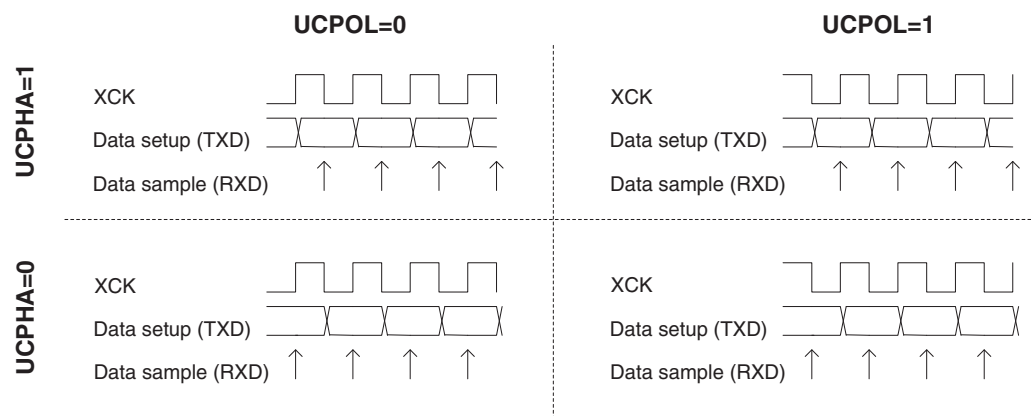 UCPOL=0
UCPOL=1
UCPHA=1
XCK
Data setup (TXD)
Data sample (RXD)
XCK
Data setup (TXD)
Data sample (RXD)
UCPHA=0
XCK
Data setup (TXD)
Data sample (RXD)
XCK
Data setup (TXD)
Data sample (RXD)